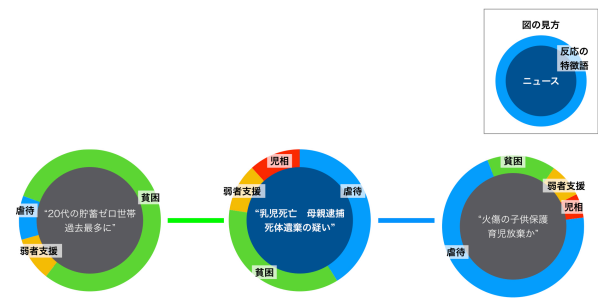 図の見方
反応の
特徴語
ニュース
貧困
虐待
弱者支援
“20代の貯蓄ゼロ世帯
過去最多に”
児相
弱者支援
虐待
貧困
“乳児死亡　母親逮捕
死体遺棄の疑い”
貧困
弱者支援
児相
虐待
“火傷の子供保護
育児放棄か”